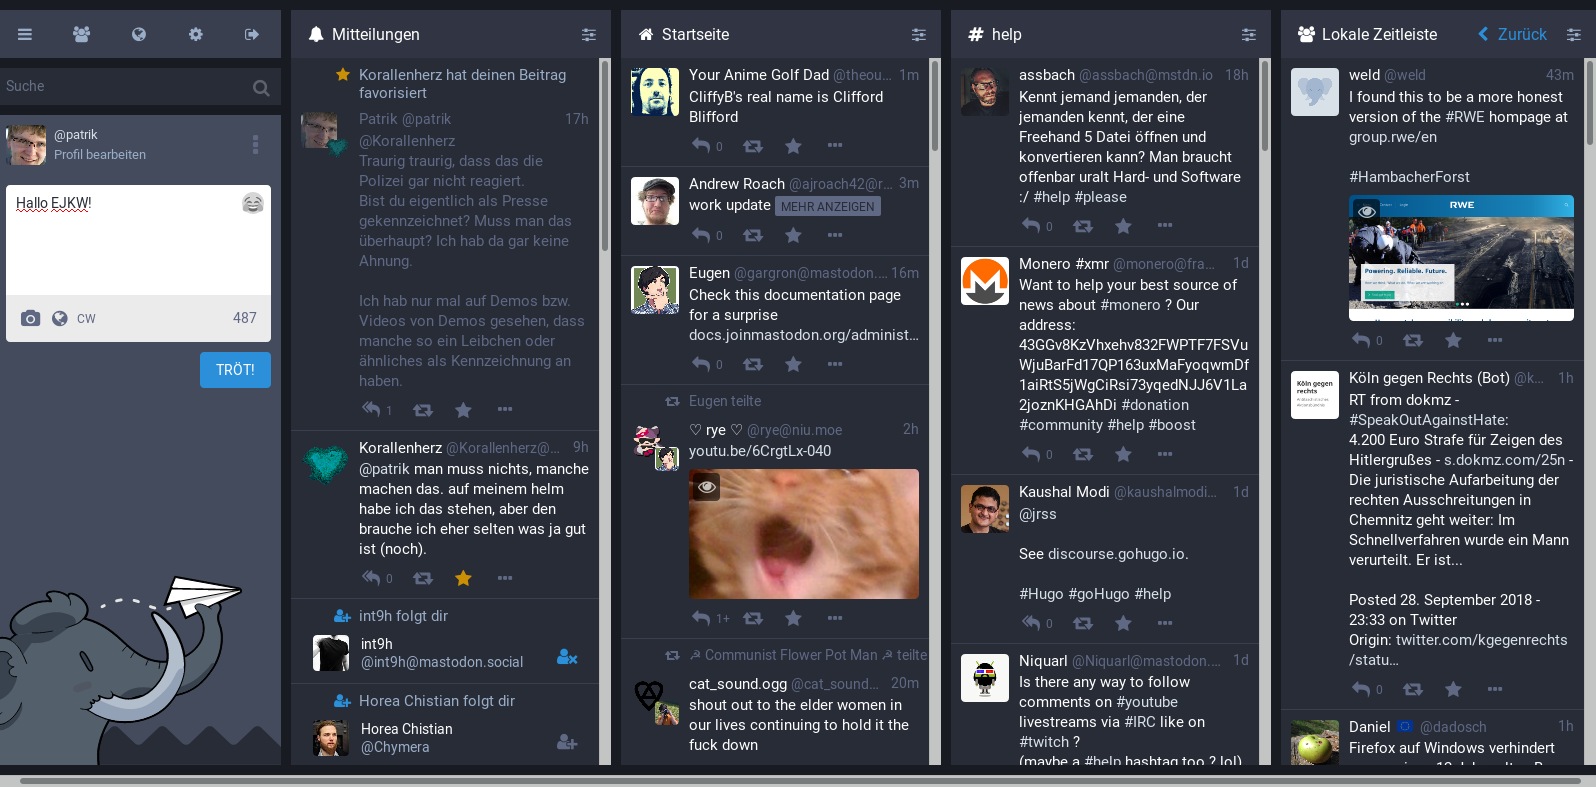 Suche
@patrik
Profil bearbeiten
Hallo EJKW!
CW
487
TRÖT!
Mitteilungen
Korallenherz hat deinen Beitrag
favorisiert
Patrik @patrik 17h
@Korallenherz
Traurig traurig, dass das die
Polizei gar nicht reagiert.
Bist du eigentlich als Presse
gekennzeichnet? Muss man das
überhaupt? Ich hab da gar keine
Ahnung.
Ich hab nur mal auf Demos bzw.
Videos von Demos gesehen, dass
manche so ein Leibchen oder
ähnliches als Kennzeichnung an
haben.
1
Korallenherz @Korallenherz@... 9h
@patrik man muss nichts, manche
machen das. auf meinem helm
habe ich das stehen, aber den
brauche ich eher selten was ja gut
ist (noch).
0
int9h folgt dir
int9h
@int9h@mastodon.social
Horea Chistian folgt dir
Horea Chistian
@Chymera
Startseite
Your Anime Golf Dad @theou... 1m
CliffyB's real name is Clifford
Blifford
0
Andrew Roach @ajroach42@r... 3m
work update MEHR ANZEIGEN
0
Eugen @gargron@mastodon.... 16m
Check this documentation page
for a surprise
docs.joinmastodon.org/administ...
0
Eugen teilte
♡ rye ♡ @rye@niu.moe 2h
youtu.be/6CrgtLx-040
1+
☭ Communist Flower Pot Man ☭ teilte
cat_sound.ogg @cat_sound... 20m
shout out to the elder women in
our lives continuing to hold it the
fuck down
help
assbach @assbach@mstdn.io 18h
Kennt jemand jemanden, der
jemanden kennt, der eine
Freehand 5 Datei öffnen und
konvertieren kann? Man braucht
offenbar uralt Hard- und Software
:/ #help #please
0
Monero #xmr @monero@fra... 1d
Want to help your best source of
news about #monero ? Our
address:
43GGv8KzVhxehv832FWPTF7FSVu
WjuBarFd17QP163uxMaFyoqwmDf
1aiRtS5jWgCiRsi73yqedNJJ6V1La
2joznKHGAhDi #donation
#community #help #boost
0
Kaushal Modi @kaushalmodi... 1d
@jrss
See discourse.gohugo.io.
#Hugo #goHugo #help
0
Niquarl @Niquarl@mastodon.... 1d
Is there any way to follow
comments on #youtube
livestreams via #IRC like on
#twitch ?
(maybe a #help hashtag too ? lol)
Lokale Zeitleiste Zurück
weld @weld 43m
I found this to be a more honest
version of the #RWE hompage at
group.rwe/en
#HambacherForst
RWE
Powering. Reliable. Future.
0
Köln gegen
rechts
Köln gegen Rechts (Bot) @k... 1h
RT from dokmz -
#SpeakOutAgainstHate:
4.200 Euro Strafe für Zeigen des
Hitlergrußes - s.dokmz.com/25n -
Die juristische Aufarbeitung der
rechten Ausschreitungen in
Chemnitz geht weiter: Im
Schnellverfahren wurde ein Mann
verurteilt. Er ist...
Posted 28. September 2018 -
23:33 on Twitter
Origin: twitter.com/kgegenrechts
/statu...
0
Daniel @dadosch 1h
Firefox auf Windows verhindert